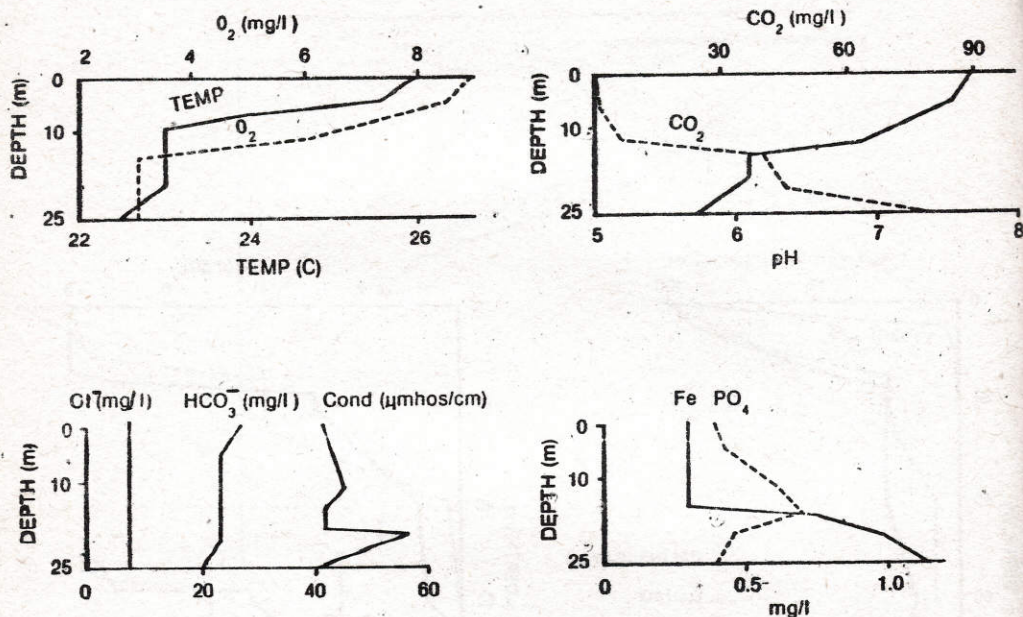 O₂ (mg/l)
2 4 6 8
0
10
25
DEPTH (m)
TEMP
O₂
22 24 26
TEMP (C)
CO₂ (mg/l)
30 60 90
0
10
25
DEPTH (m)
CO₂
5 6 7 8
pH
Cl⁻(mg/l) HCO₃⁻(mg/l) Cond (µmhos/cm)
0
10
25
DEPTH (m)
0 20 40 60
Fe PO₄
0
10
25
DEPTH (m)
0 0.5 1.0
mg/l